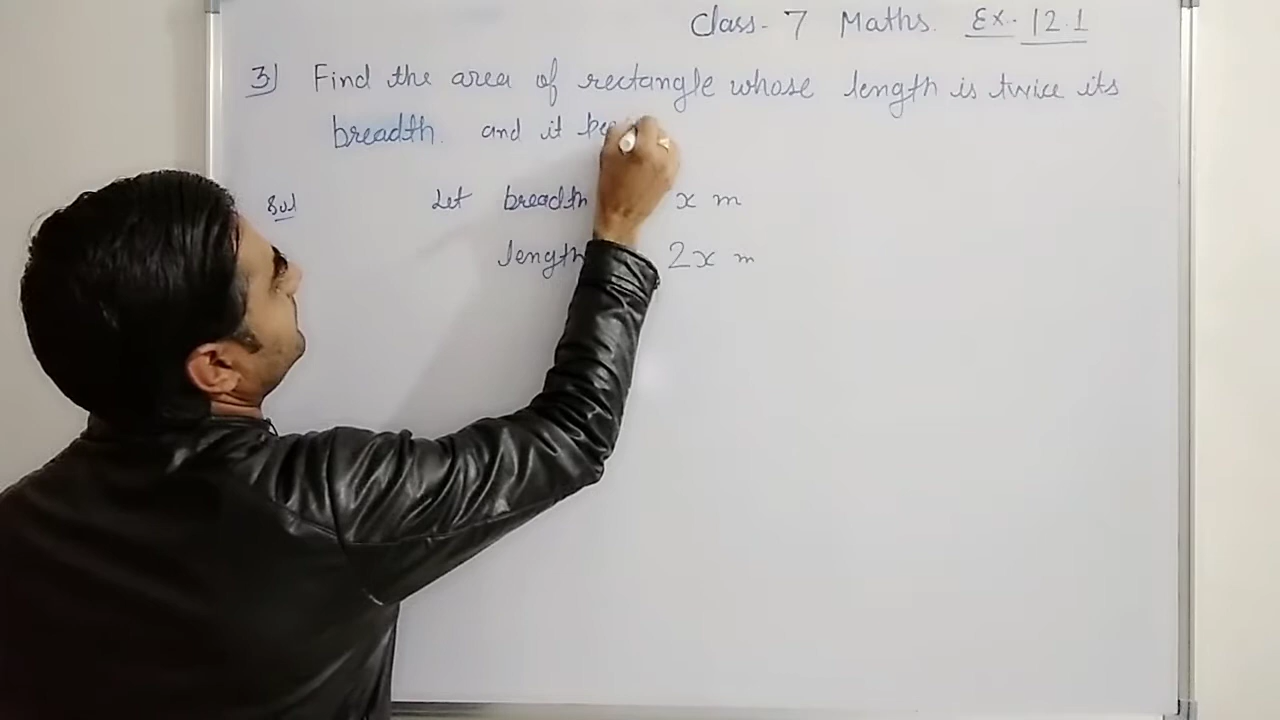 Class - 7 Maths. Ex. 12.1
3) Find the area of rectangle whose length is twice its
breadth. and it
Sol Let breadth x m
length 2x m